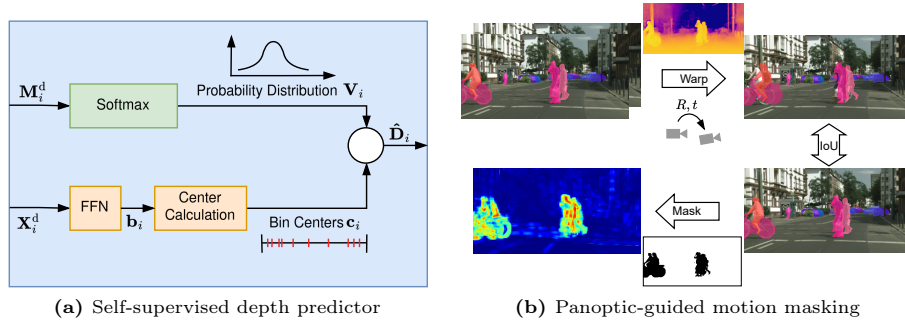 M_i^d
Softmax
Probability Distribution V_i
D̂_i
X_i^d
FFN
b_i
Center
Calculation
Bin Centers c_i
(a) Self-supervised depth predictor
Warp
R, t
IoU
Mask
(b) Panoptic-guided motion masking